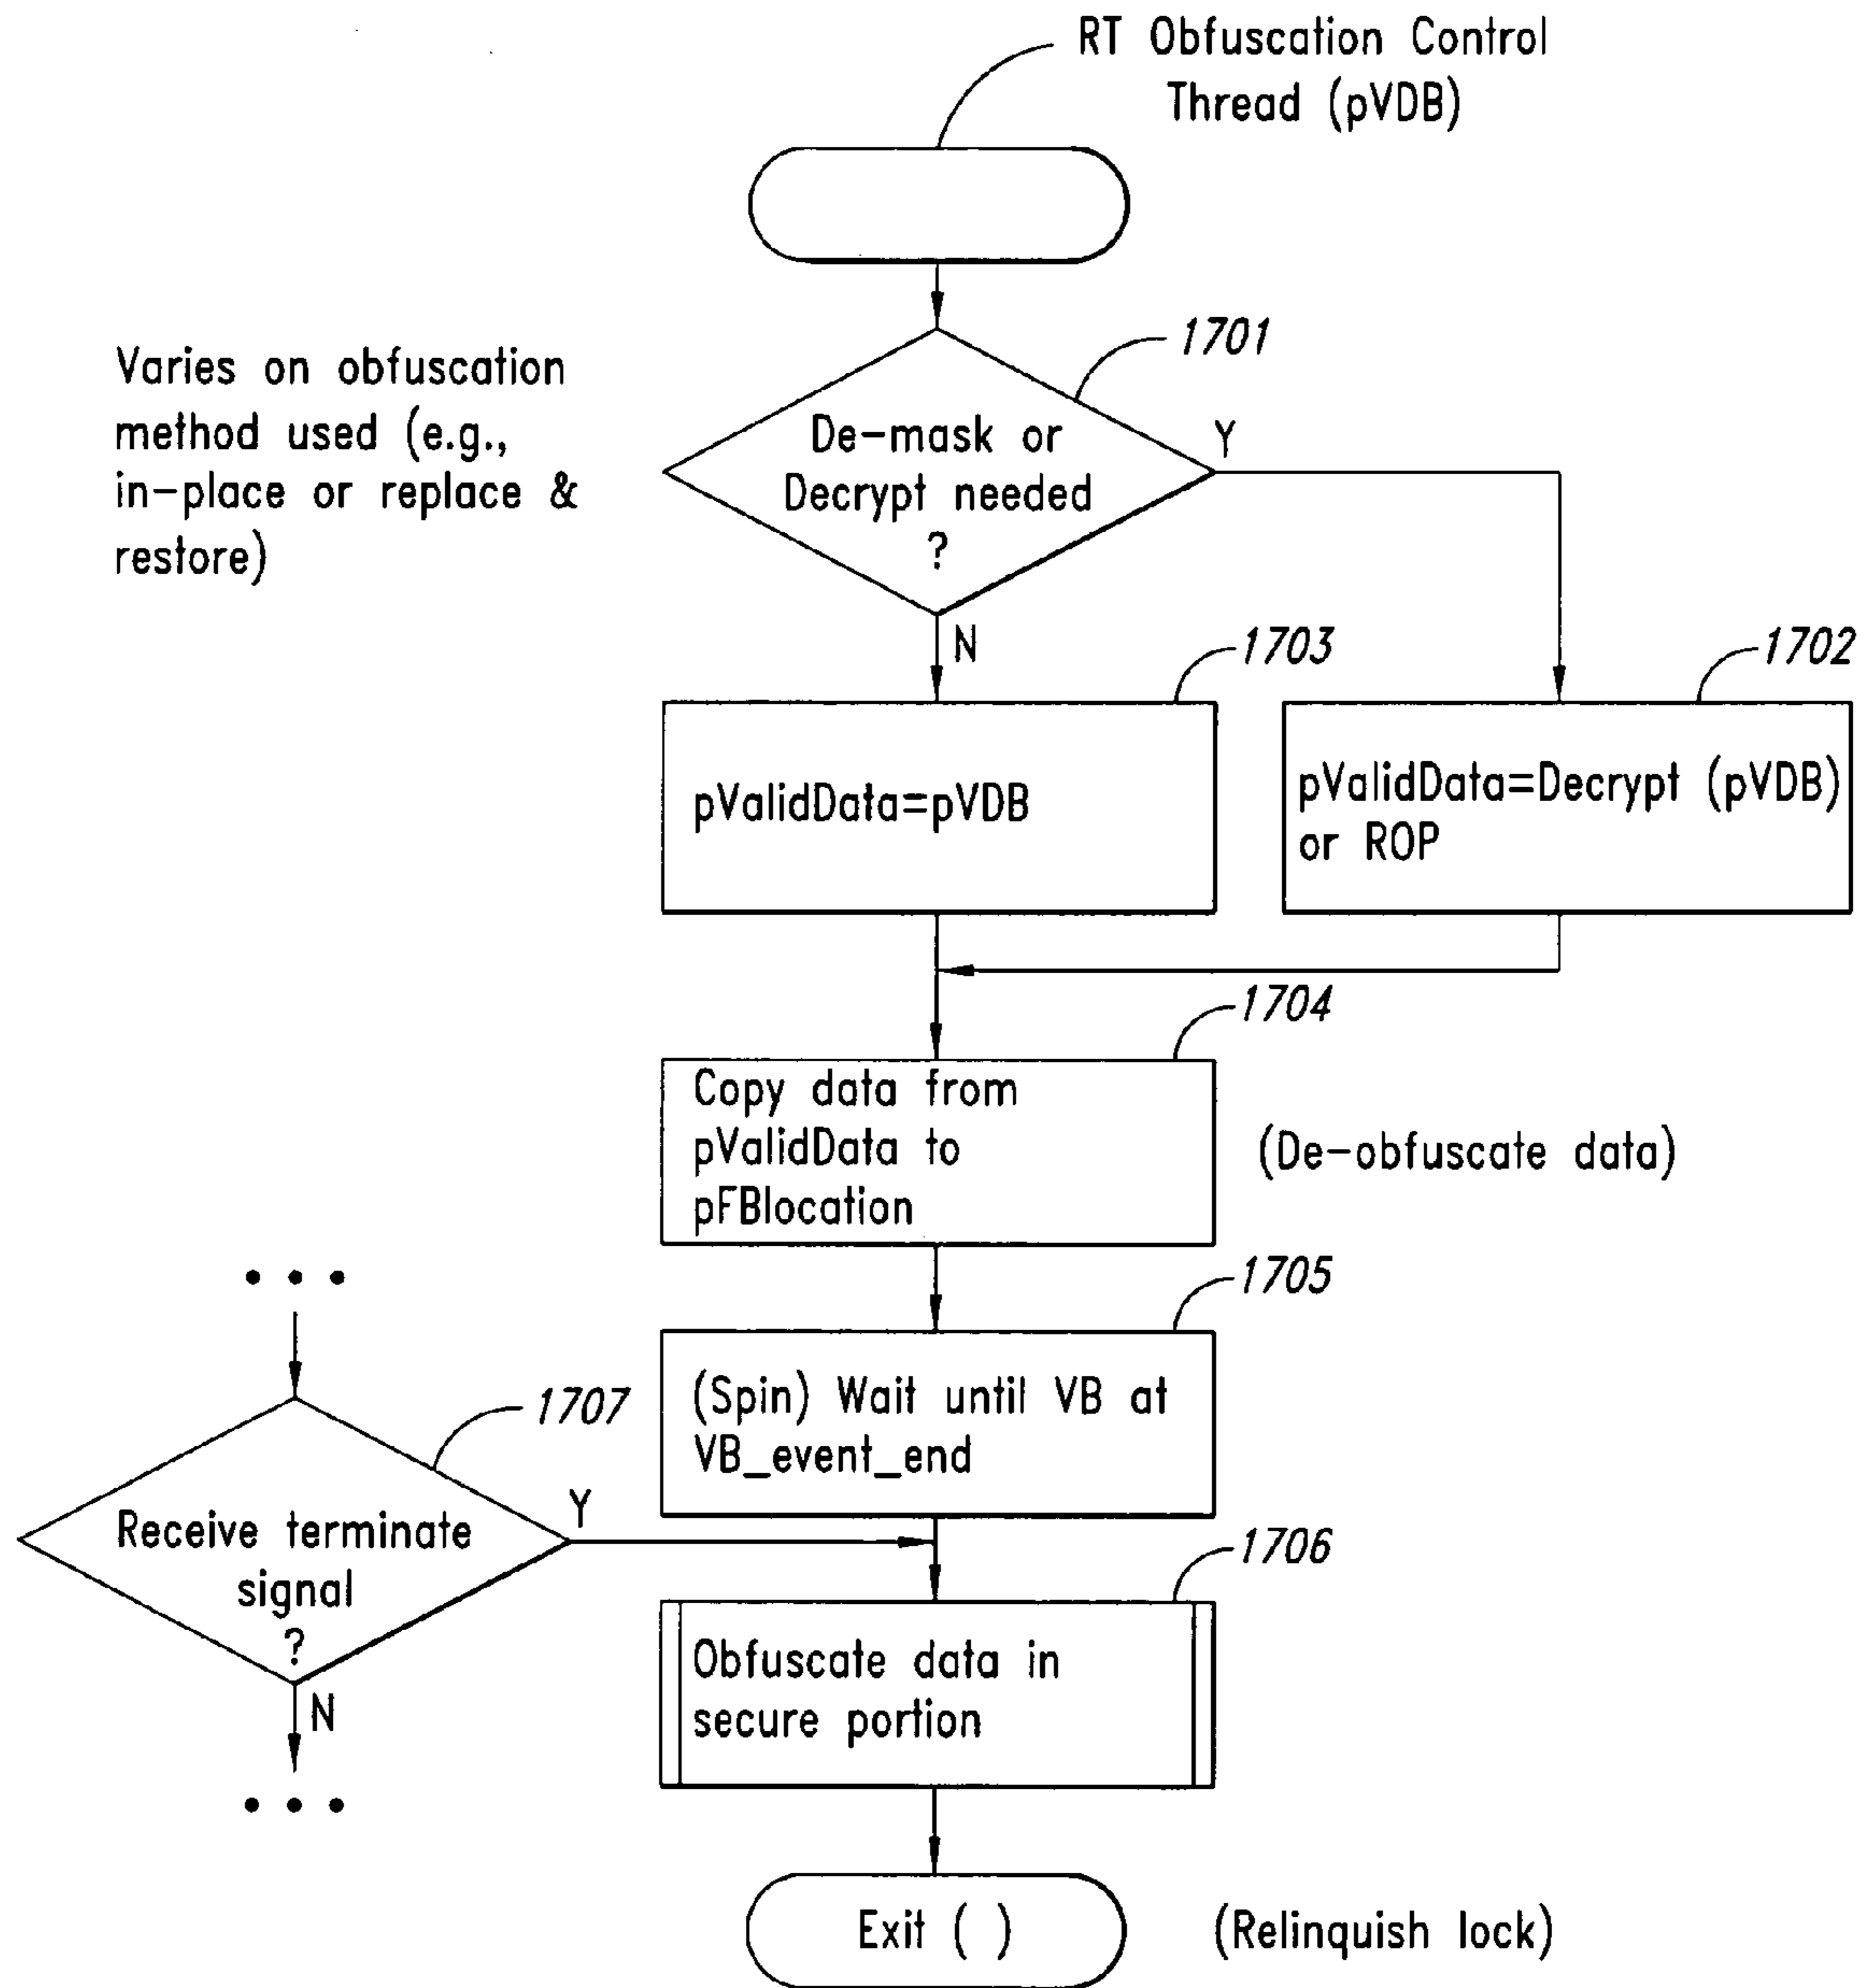 RT Obfuscation Control
Thread (pVDB)
1701
Varies on obfuscation
method used (e.g.,
in-place or replace &
restore)
De-mask or
Decrypt needed
?
Y
N
1703
1702
pValidData=pVDB
pValidData=Decrypt (pVDB)
or ROP
1704
Copy data from
pValidData to
pFBlocation
(De-obfuscate data)
1705
(Spin) Wait until VB at
VB_event_end
1707
Receive terminate
signal
?
Y
N
1706
Obfuscate data in
secure portion
Exit ( )
(Relinquish lock)